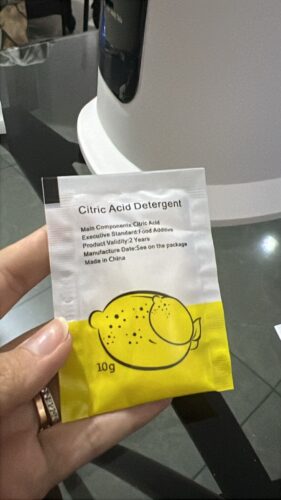 Citric Acid Detergent
Main Components:Citric Acid
Executive Standard:Food Additive
Product Validity:2 Years
Manufacture Date:See on the package
Made in China
10g